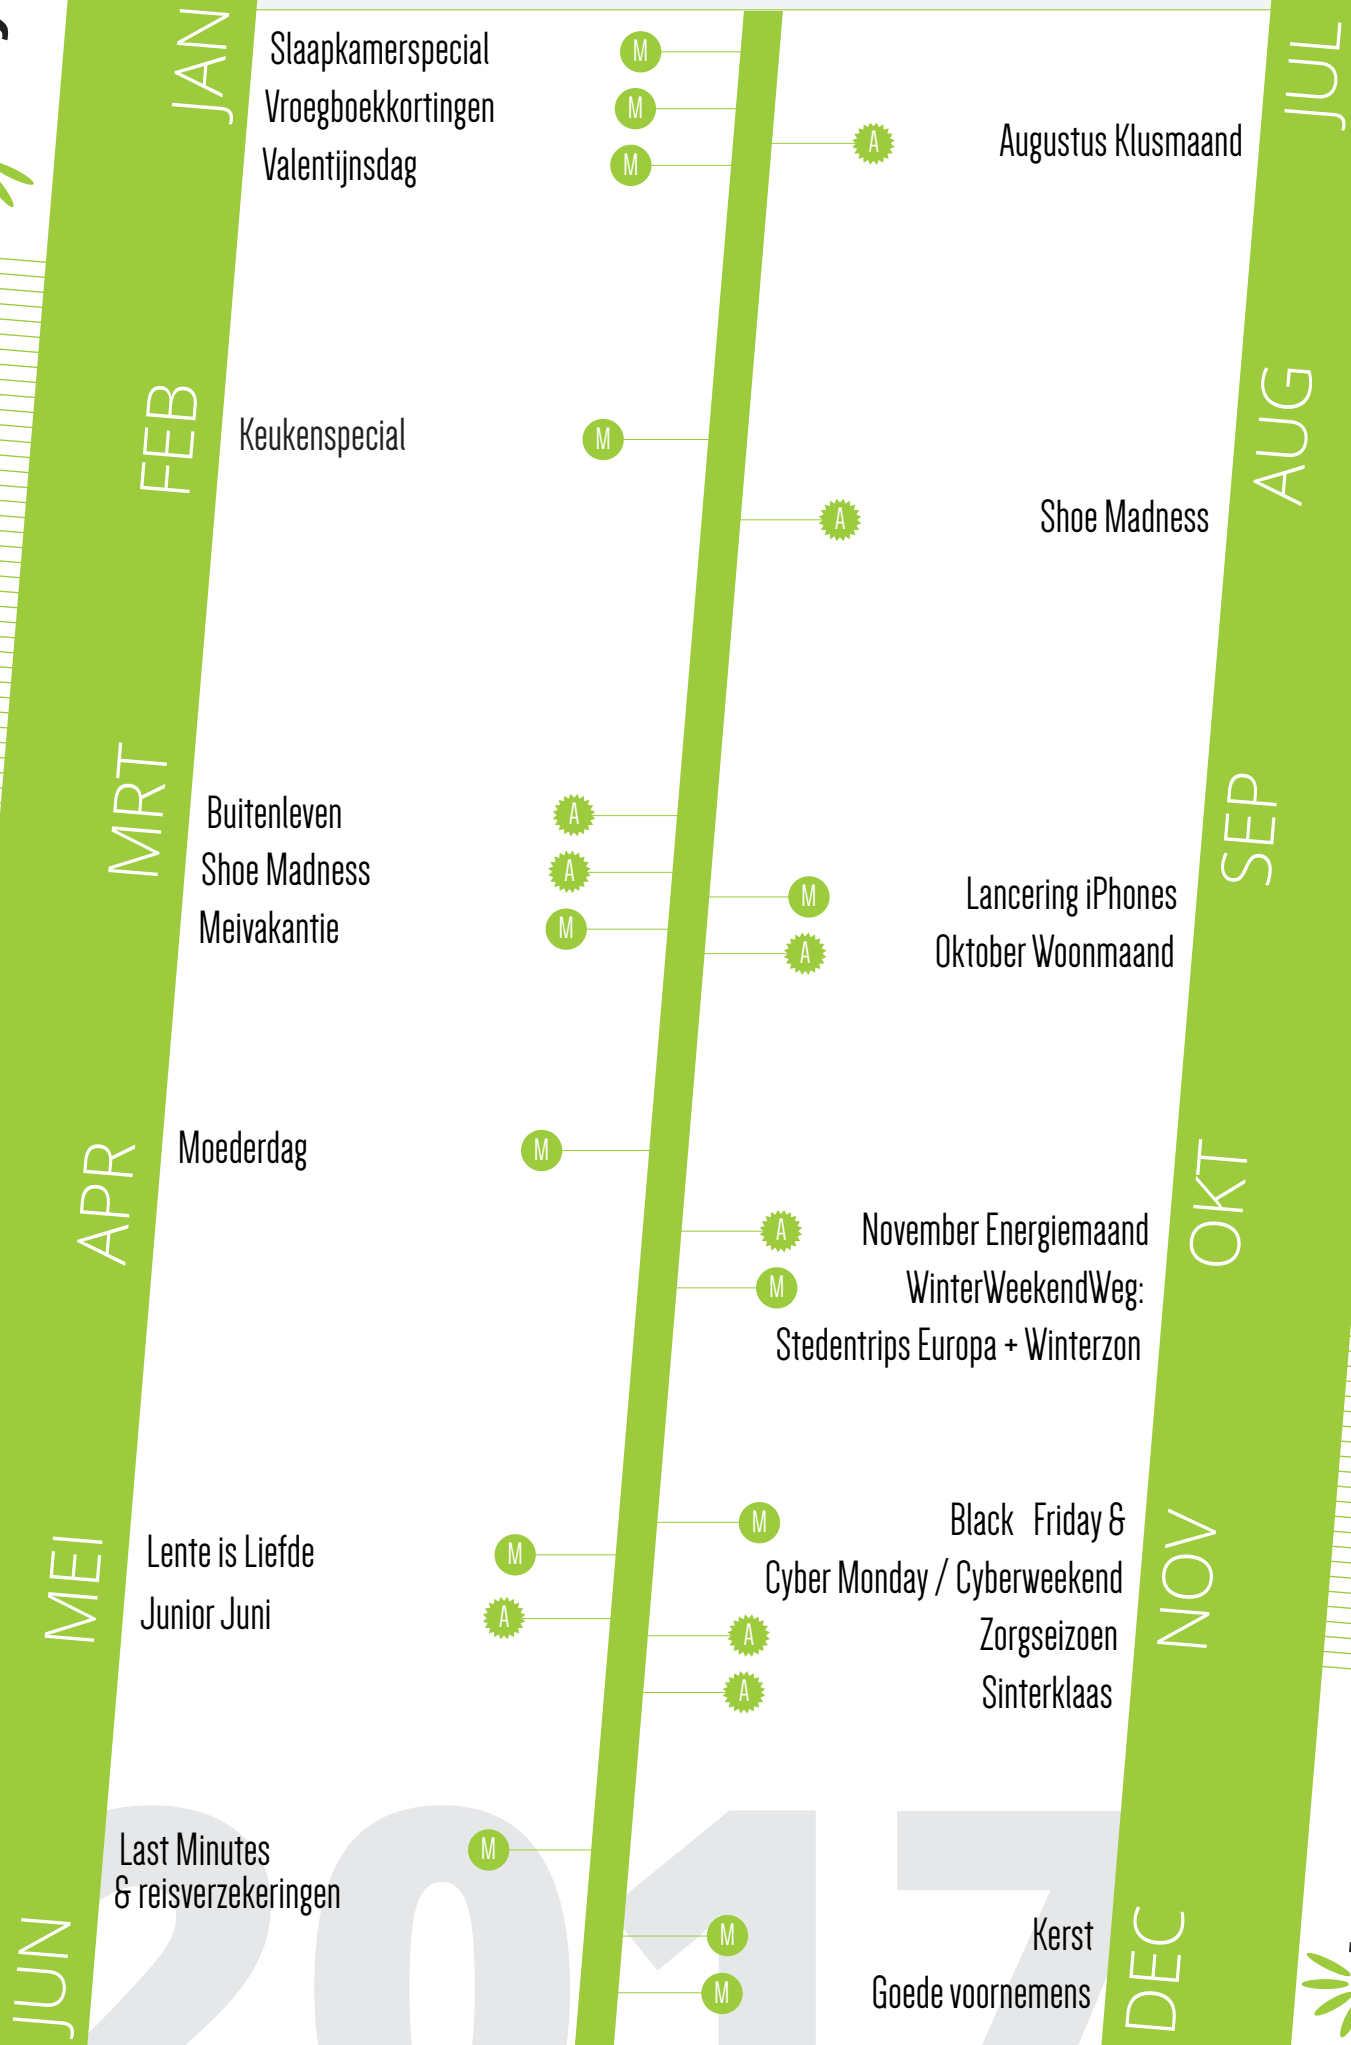 JAN
Slaapkamerspecial M
Vroegboekkortingen M
Valentijnsdag M
FEB
Keukenspecial M
MRT
Buitenleven A
Shoe Madness A
Meivakantie M
APR
Moederdag M
MEI
Lente is Liefde M
Junior Juni A
JUN
Last Minutes M
& reisverzekeringen
JUL
A Augustus Klusmaand
AUG
A Shoe Madness
SEP
M Lancering iPhones
A Oktober Woonmaand
OKT
A November Energiemaand
M WinterWeekendWeg:
Stedentrips Europa + Winterzon
NOV
M Black Friday &
Cyber Monday / Cyberweekend
A Zorgseizoen
A Sinterklaas
DEC
M Kerst
M Goede voornemens
2017